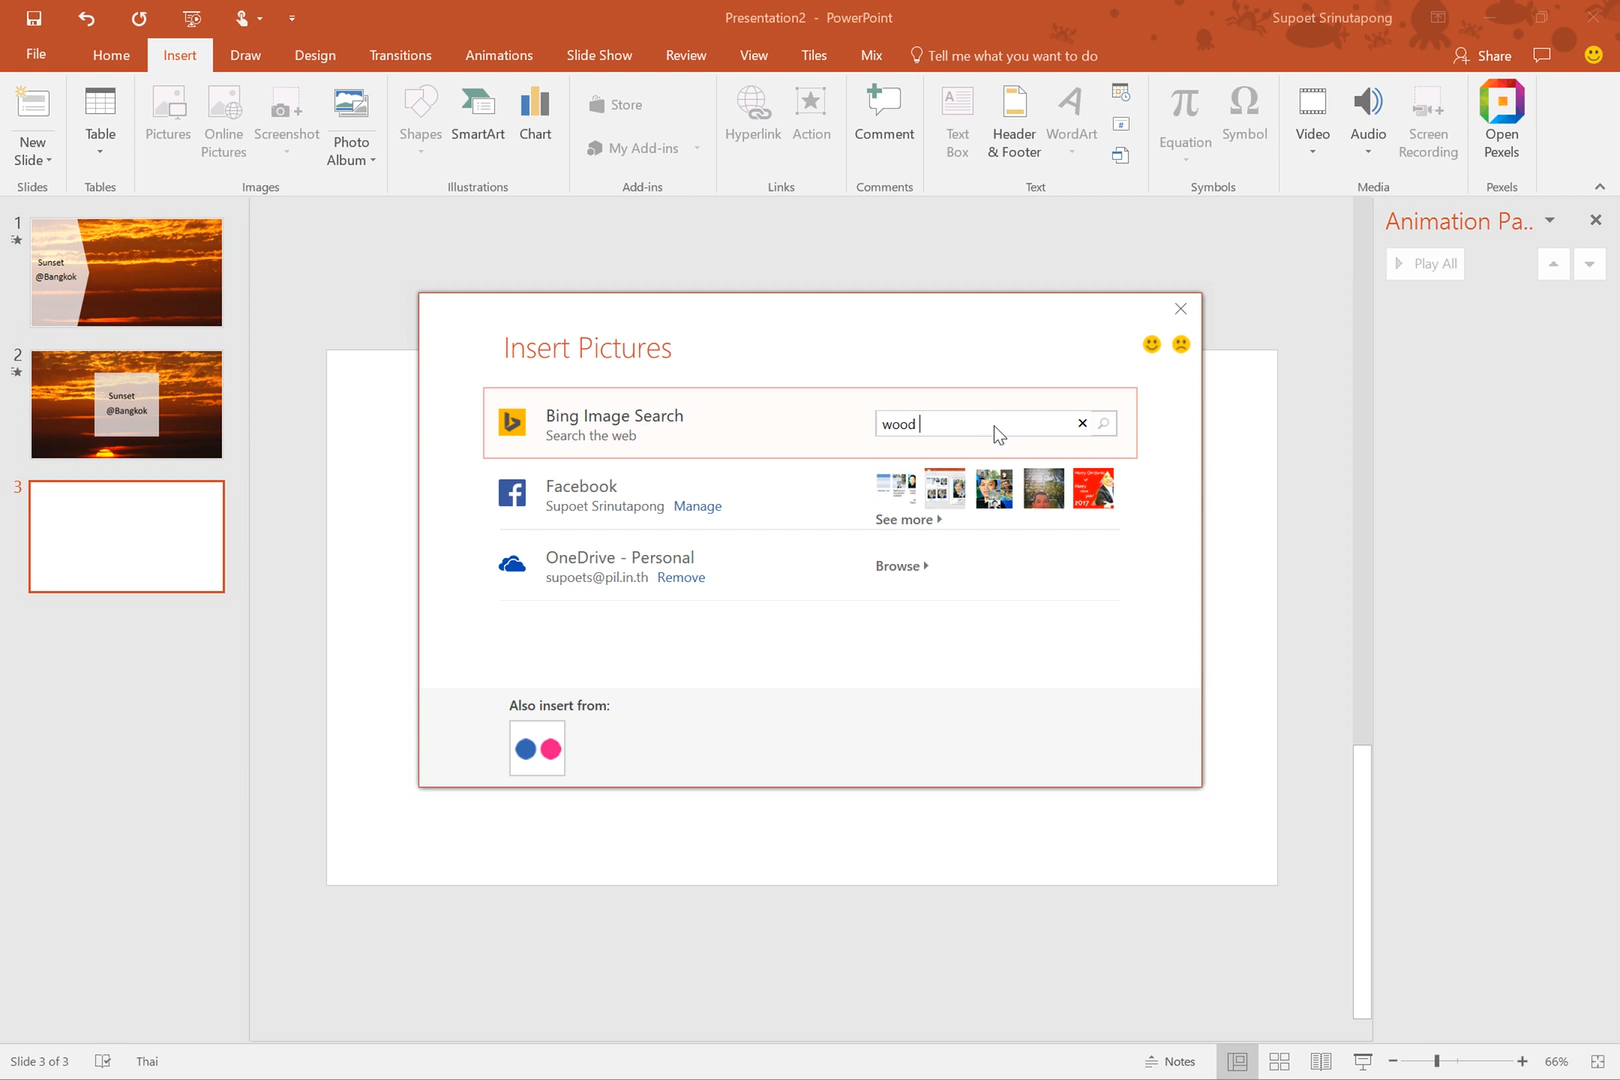 Presentation2 - PowerPoint
Supoet Srinutapong
File Home Insert Draw Design Transitions Animations Slide Show Review View Tiles Mix Tell me what you want to do Share
New Slide
Slides
Table
Tables
Pictures
Online Pictures
Screenshot
Photo Album
Images
Shapes
SmartArt
Chart
Illustrations
Store
My Add-ins
Add-ins
Hyperlink
Action
Links
Comment
Comments
Text Box
Header & Footer
WordArt
Text
Equation
Symbol
Symbols
Video
Audio
Screen Recording
Media
Open Pexels
Pexels
1
Sunset
@Bangkok
2
Sunset
@Bangkok
3
Animation Pa..
Play All
Insert Pictures
Bing Image Search
Search the web
wood
Facebook
Supoet Srinutapong Manage
See more
OneDrive - Personal
supoets@pil.in.th Remove
Browse
Also insert from:
Slide 3 of 3
Thai
Notes
66%